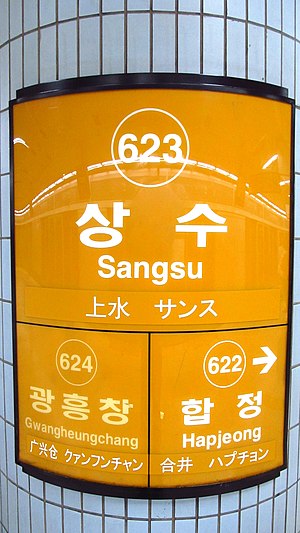 623
상 수
Sangsu
上水 サンス
624
광흥창
Gwangheungchang
广兴仓 クァンフンチャン
622 →
합 정
Hapjeong
合井 ハプチョン